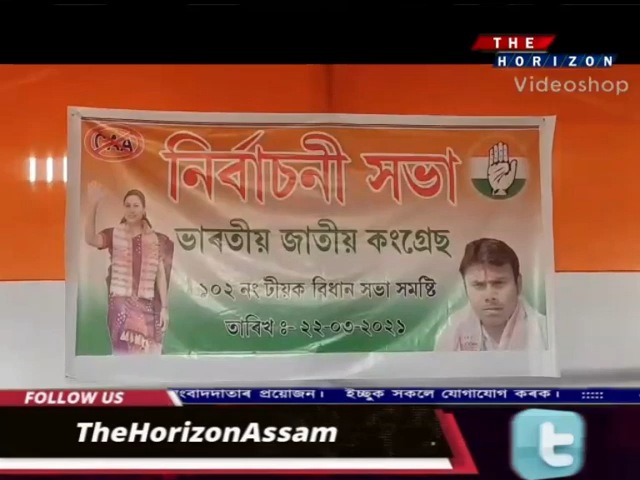 THE
HORIZON
Videoshop
CAA
নিৰ্বাচনী সভা
ভাৰতীয় জাতীয় কংগ্ৰেছ
১০২ নং টীয়ক বিধান সভা সমষ্টি
তাৰিখ ঃ- ২২-০৩-২০২১
FOLLOW US
সংবাদদাতাৰ প্ৰয়োজন। ইচ্ছুক সকলে যোগাযোগ কৰক।
TheHorizonAssam